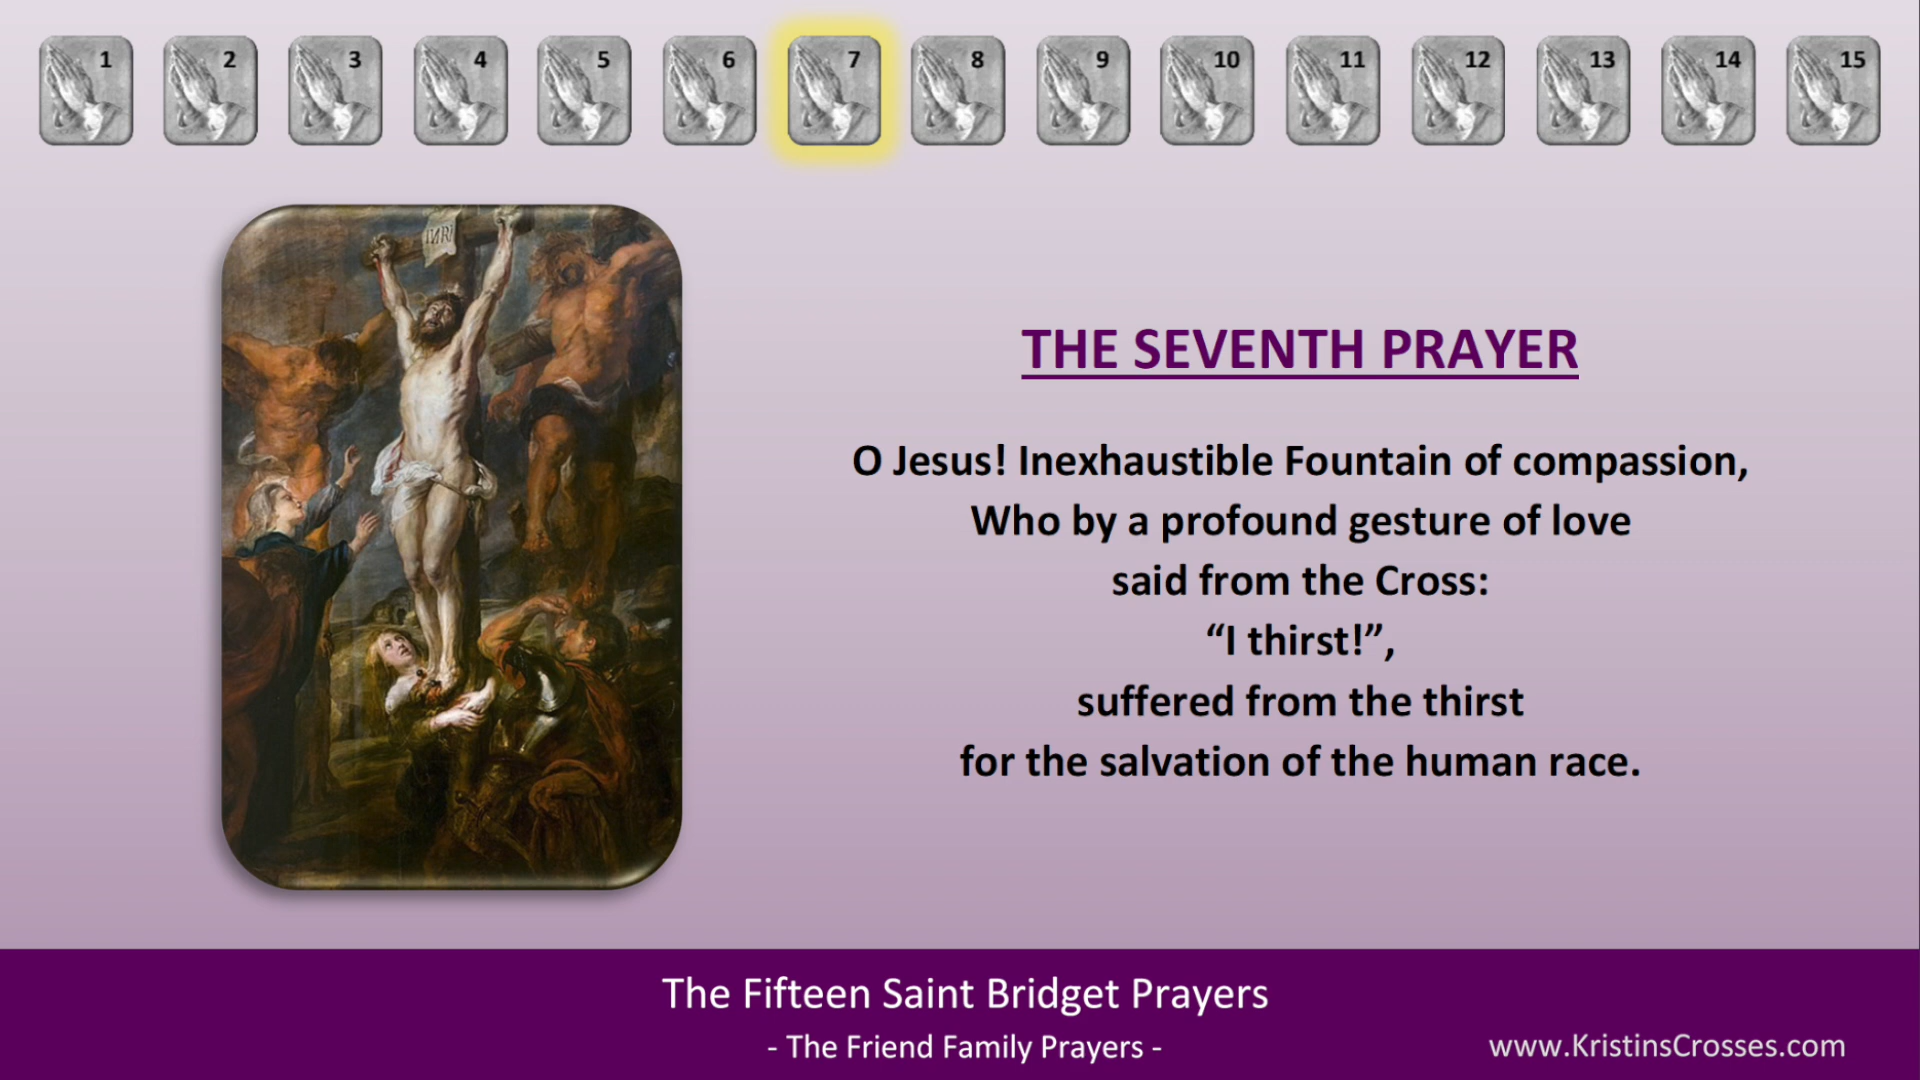 1 2 3 4 5 6 7 8 9 10 11 12 13 14 15
INRI
THE SEVENTH PRAYER
O Jesus! Inexhaustible Fountain of compassion,
Who by a profound gesture of love
said from the Cross:
“I thirst!”,
suffered from the thirst
for the salvation of the human race.
The Fifteen Saint Bridget Prayers
- The Friend Family Prayers -
www.KristinsCrosses.com